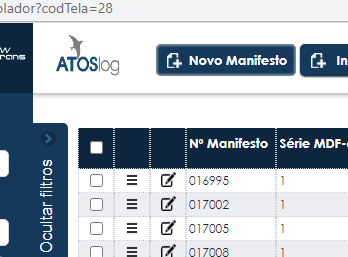 olador?codTela=28
w
rans
ATOSlog
Novo Manifesto
In
Ocultar filtros
Nº Manifesto Série MDF-
016995 1
017002 1
017005 1
017008 1